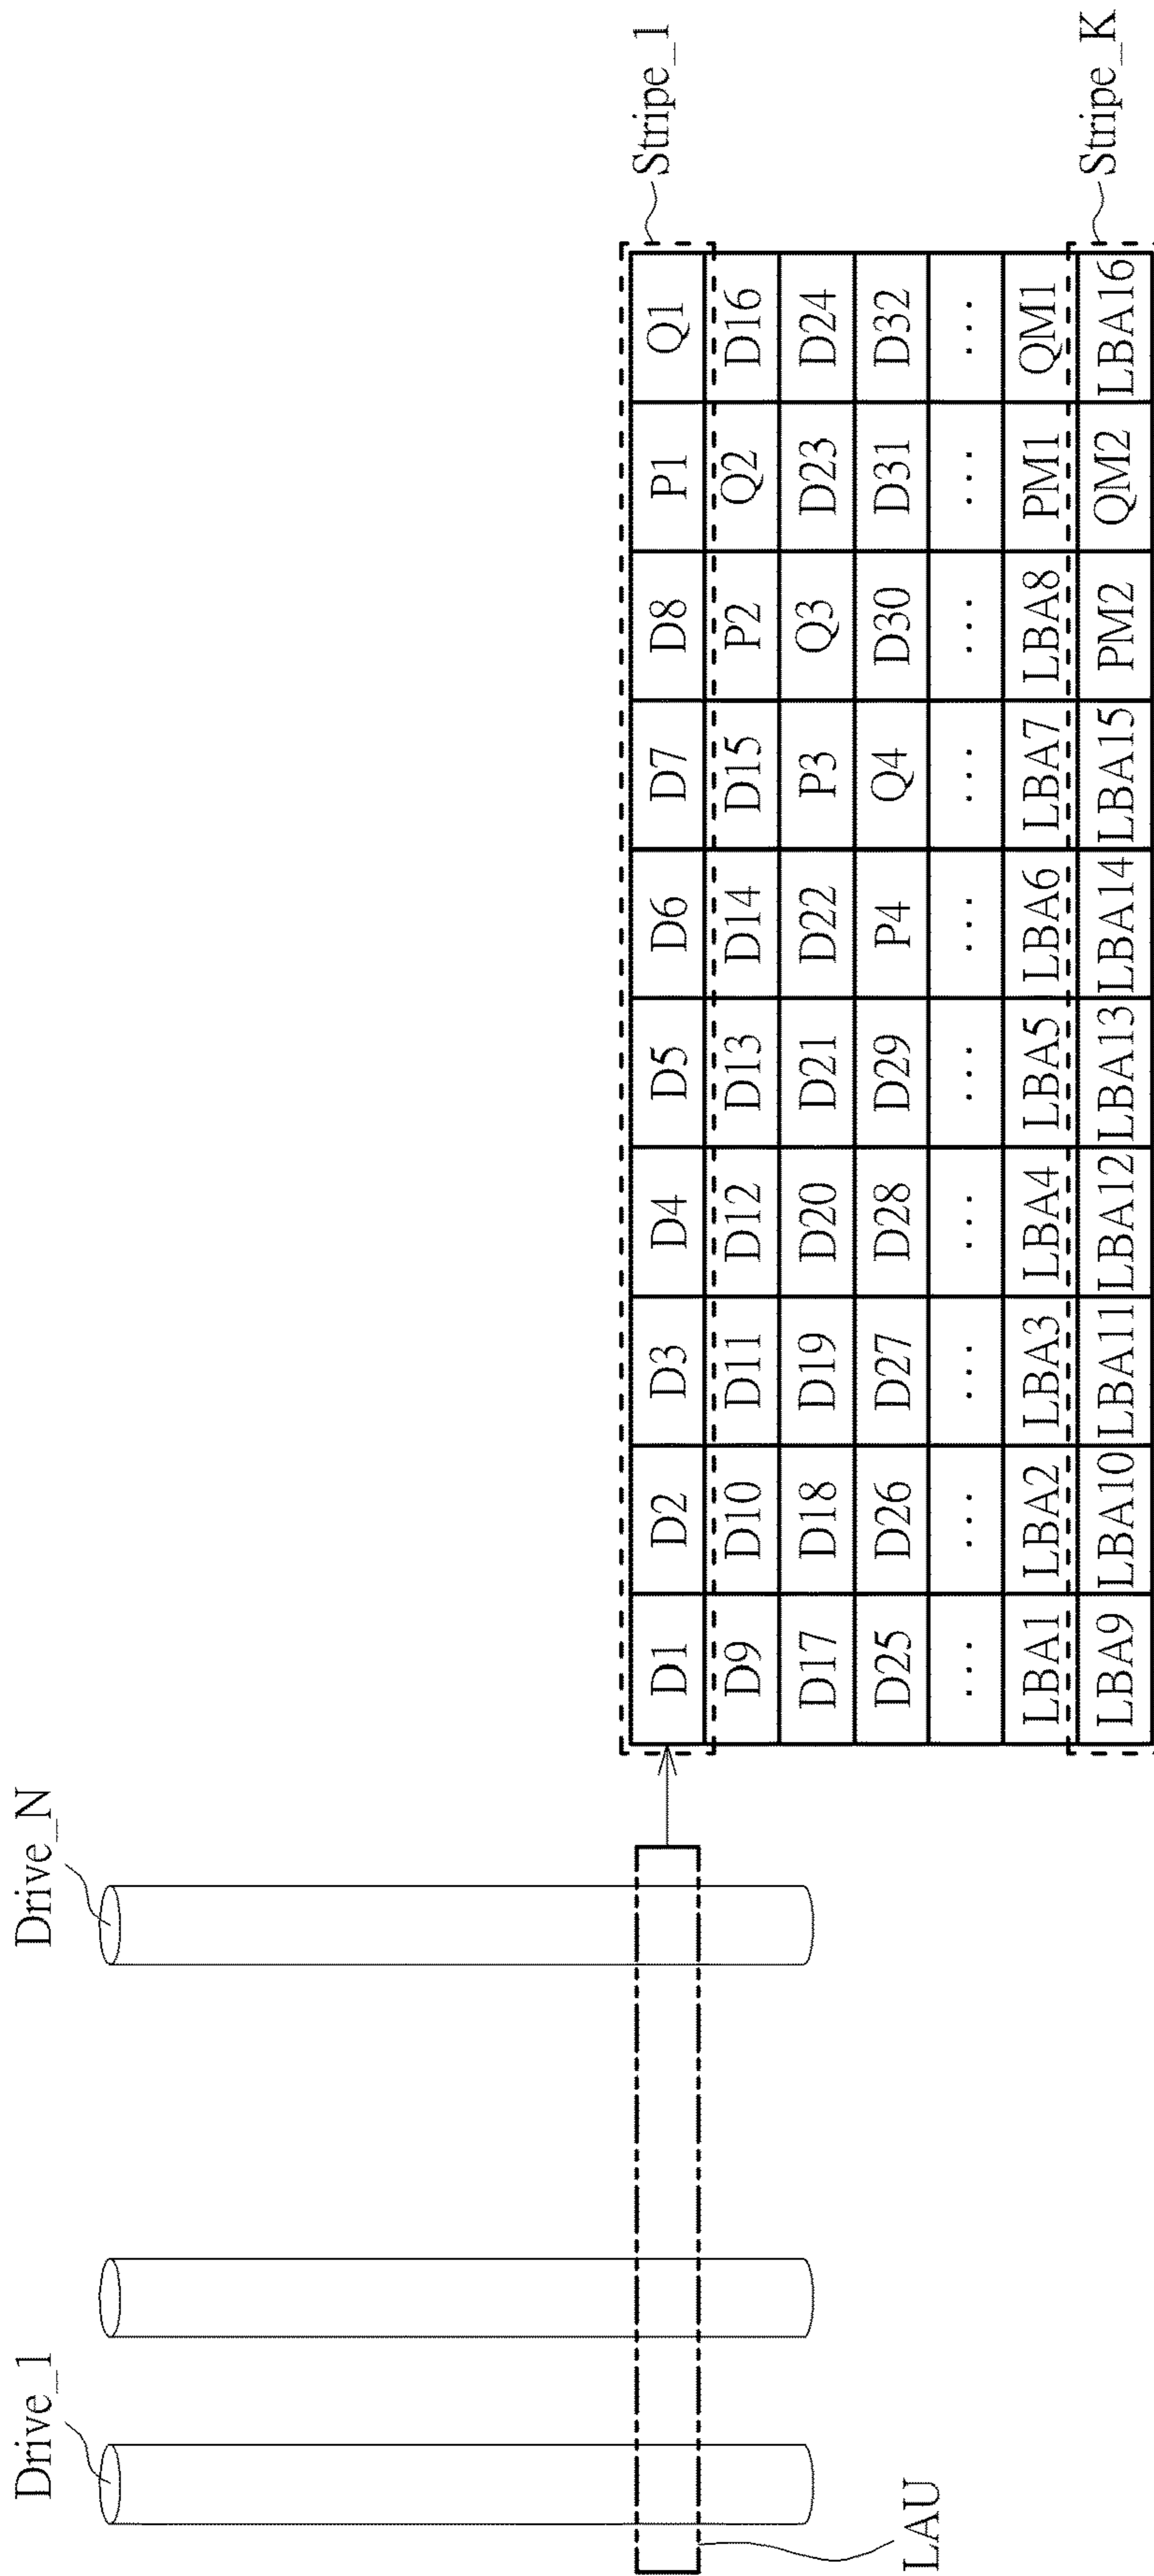 Drive_1
Drive_N
LAU
D1 D2 D3 D4 D5 D6 D7 D8 P1 Q1
D9 D10 D11 D12 D13 D14 D15 P2 Q2 D16
D17 D18 D19 D20 D21 D22 P3 Q3 D23 D24
D25 D26 D27 D28 D29 P4 Q4 D30 D31 D32
... ... ... ... ... ... ... ... ... ...
LBA1 LBA2 LBA3 LBA4 LBA5 LBA6 LBA7 LBA8 PM1 QM1
LBA9 LBA10 LBA11 LBA12 LBA13 LBA14 LBA15 PM2 QM2 LBA16
Stripe_1
Stripe_K